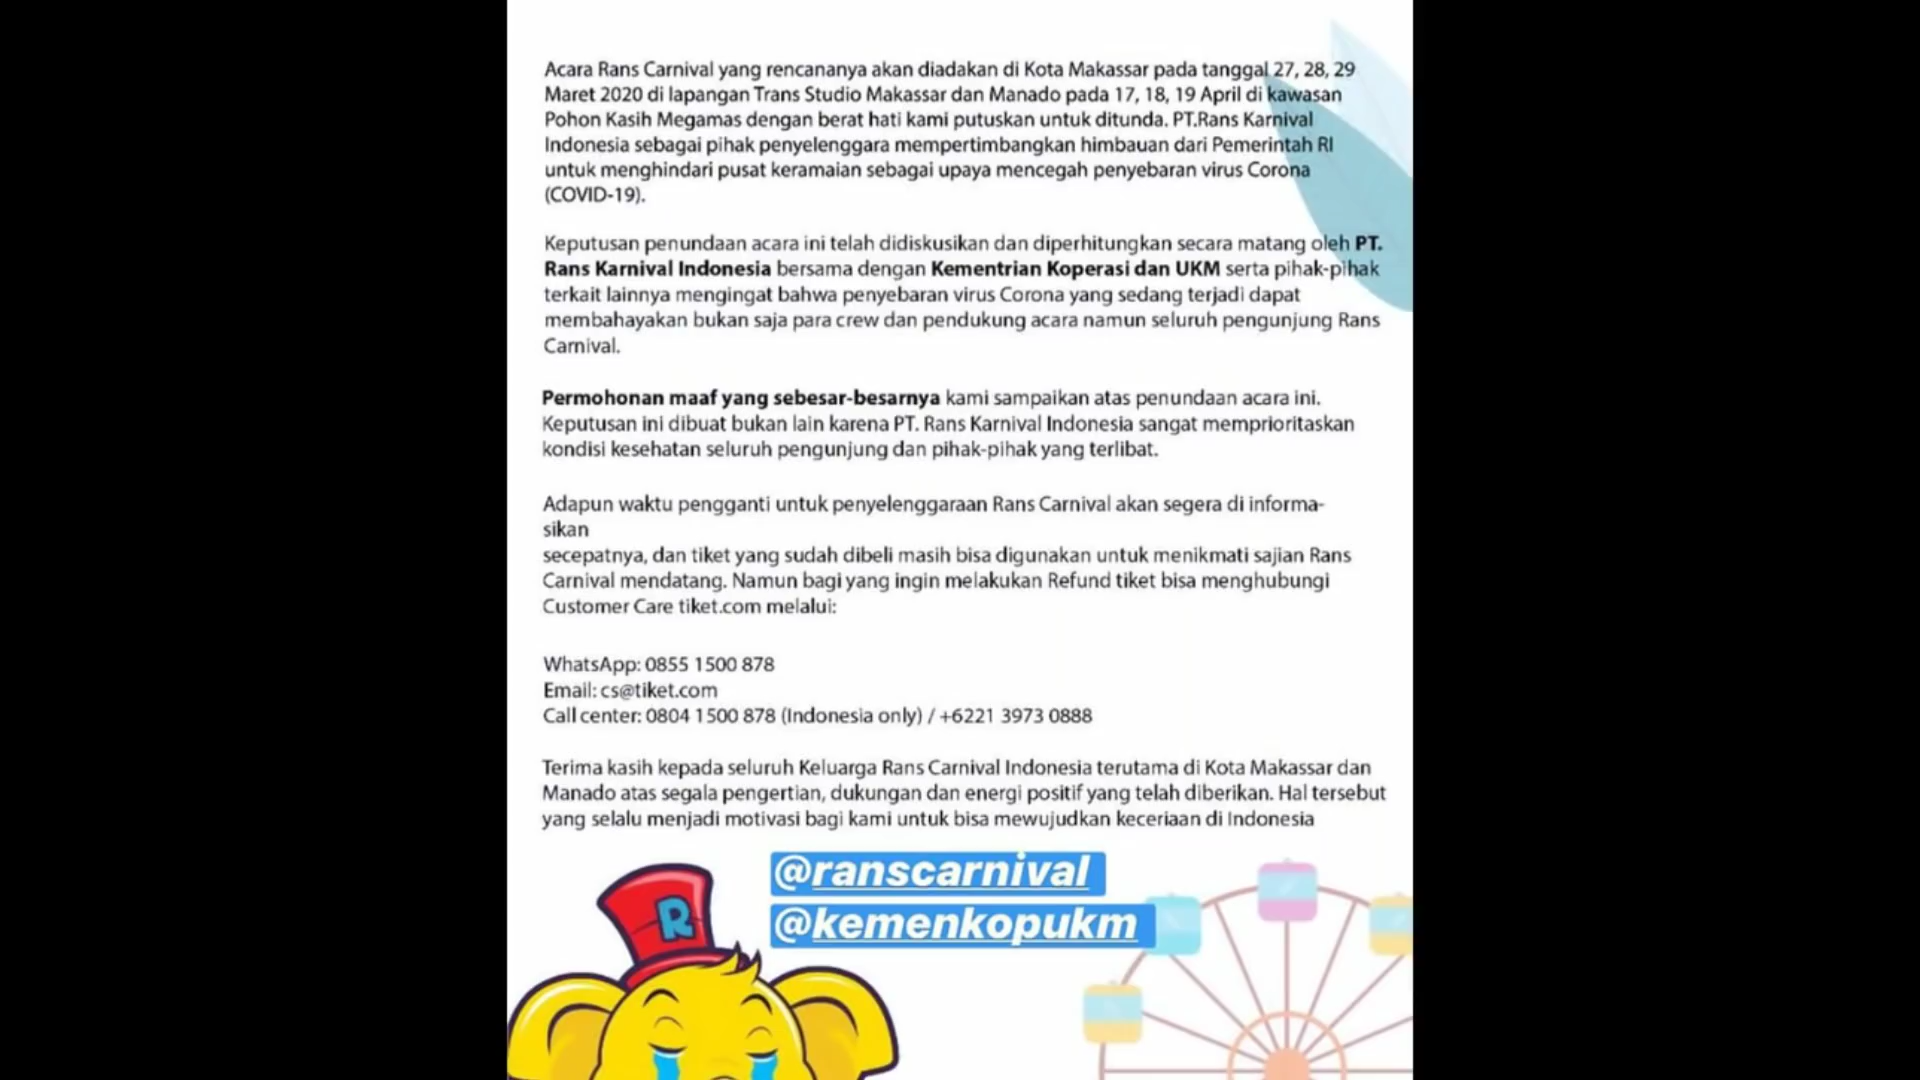 Acara Rans Carnival yang rencananya akan diadakan di Kota Makassar pada tanggal 27, 28, 29
Maret 2020 di lapangan Trans Studio Makassar dan Manado pada 17, 18, 19 April di kawasan
Pohon Kasih Megamas dengan berat hati kami putuskan untuk ditunda. PT.Rans Karnival
Indonesia sebagai pihak penyelenggara mempertimbangkan himbauan dari Pemerintah RI
untuk menghindari pusat keramaian sebagai upaya mencegah penyebaran virus Corona
(COVID-19).
Keputusan penundaan acara ini telah didiskusikan dan diperhitungkan secara matang oleh PT.
Rans Karnival Indonesia bersama dengan Kementrian Koperasi dan UKM serta pihak-pihak
terkait lainnya mengingat bahwa penyebaran virus Corona yang sedang terjadi dapat
membahayakan bukan saja para crew dan pendukung acara namun seluruh pengunjung Rans
Carnival.
Permohonan maaf yang sebesar-besarnya kami sampaikan atas penundaan acara ini.
Keputusan ini dibuat bukan lain karena PT. Rans Karnival Indonesia sangat memprioritaskan
kondisi kesehatan seluruh pengunjung dan pihak-pihak yang terlibat.
Adapun waktu pengganti untuk penyelenggaraan Rans Carnival akan segera di informa-
sikan
secepatnya, dan tiket yang sudah dibeli masih bisa digunakan untuk menikmati sajian Rans
Carnival mendatang. Namun bagi yang ingin melakukan Refund tiket bisa menghubungi
Customer Care tiket.com melalui:
WhatsApp: 0855 1500 878
Email: cs@tiket.com
Call center: 0804 1500 878 (Indonesia only) / +6221 3973 0888
Terima kasih kepada seluruh Keluarga Rans Carnival Indonesia terutama di Kota Makassar dan
Manado atas segala pengertian, dukungan dan energi positif yang telah diberikan. Hal tersebut
yang selalu menjadi motivasi bagi kami untuk bisa mewujudkan keceriaan di Indonesia
@ranscarnival
@kemenkopukm
R